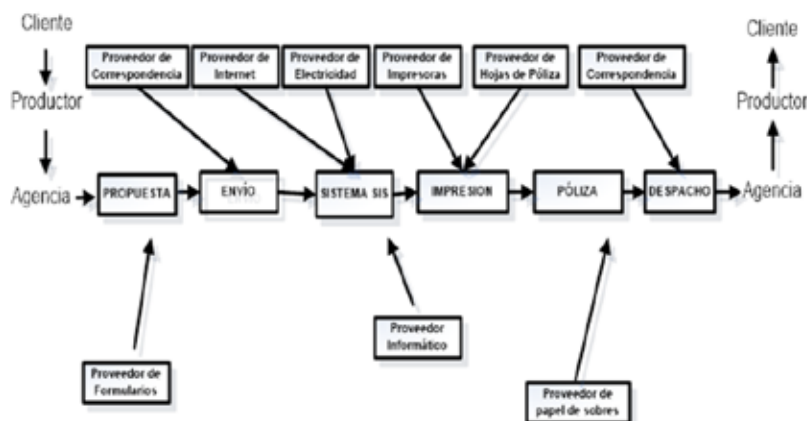 Cliente
Productor
Agencia
Proveedor de
Correspondencia
Proveedor de
Internet
Proveedor de
Electricidad
Proveedor de
Impresoras
Proveedor de
Hojas de Póliza
Proveedor de
Correspondencia
Cliente
Productor
Agencia
PROPUESTA
ENVÍO
SISTEMA SIS
IMPRESION
PÓLIZA
DESPACHO
Proveedor de
Formularios
Proveedor
Informático
Proveedor de
papel de sobres